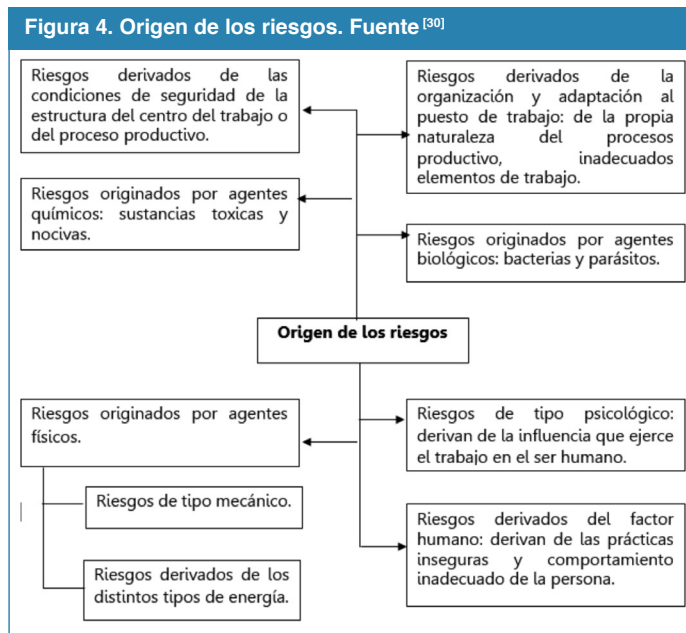 Figura 4. Origen de los riesgos. Fuente [30]
Riesgos derivados de las
condiciones de seguridad de la
estructura del centro del trabajo o
del proceso productivo.
Riesgos derivados de la
organización y adaptación al
puesto de trabajo: de la propia
naturaleza del procesos
productivo, inadecuados
elementos de trabajo.
Riesgos originados por agentes
químicos: sustancias toxicas y
nocivas.
Riesgos originados por agentes
biológicos: bacterias y parásitos.
Origen de los riesgos
Riesgos originados por agentes
físicos.
Riesgos de tipo mecánico.
Riesgos derivados de los
distintos tipos de energía.
Riesgos de tipo psicológico:
derivan de la influencia que ejerce
el trabajo en el ser humano.
Riesgos derivados del factor
humano: derivan de las prácticas
inseguras y comportamiento
inadecuado de la persona.